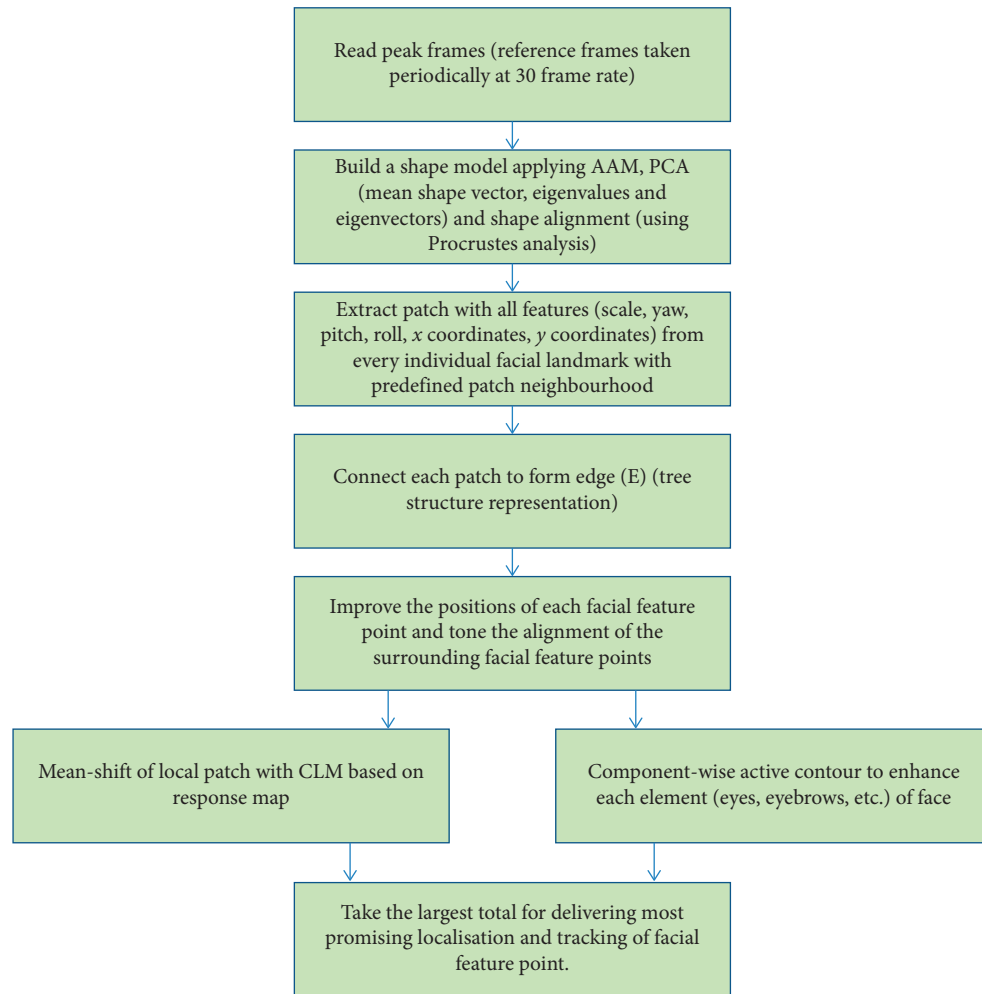 Read peak frames (reference frames taken
periodically at 30 frame rate)
Build a shape model applying AAM, PCA
(mean shape vector, eigenvalues and
eigenvectors) and shape alignment (using
Procrustes analysis)
Extract patch with all features (scale, yaw,
pitch, roll, x coordinates, y coordinates) from
every individual facial landmark with
predefined patch neighbourhood
Connect each patch to form edge (E) (tree
structure representation)
Improve the positions of each facial feature
point and tone the alignment of the
surrounding facial feature points
Mean-shift of local patch with CLM based on
response map
Component-wise active contour to enhance
each element (eyes, eyebrows, etc.) of face
Take the largest total for delivering most
promising localisation and tracking of facial
feature point.